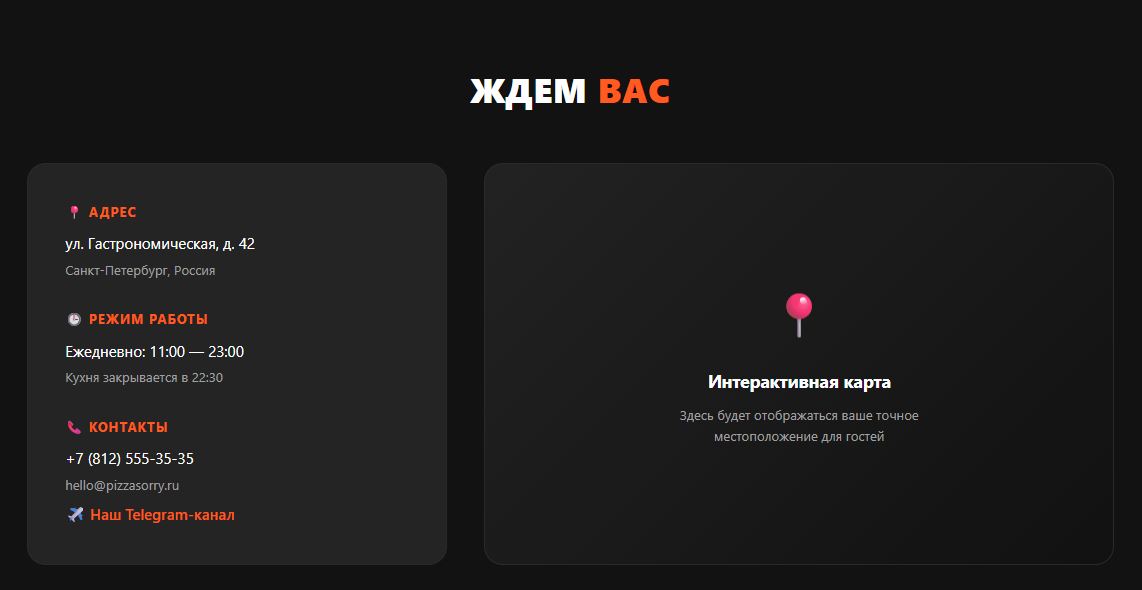 ЖДЕМ ВАС
АДРЕС
ул. Гастрономическая, д. 42
Санкт-Петербург, Россия
РЕЖИМ РАБОТЫ
Ежедневно: 11:00 — 23:00
Кухня закрывается в 22:30
КОНТАКТЫ
+7 (812) 555-35-35
hello@pizzasorry.ru
Наш Telegram-канал
Интерактивная карта
Здесь будет отображаться ваше точное
местоположение для гостей